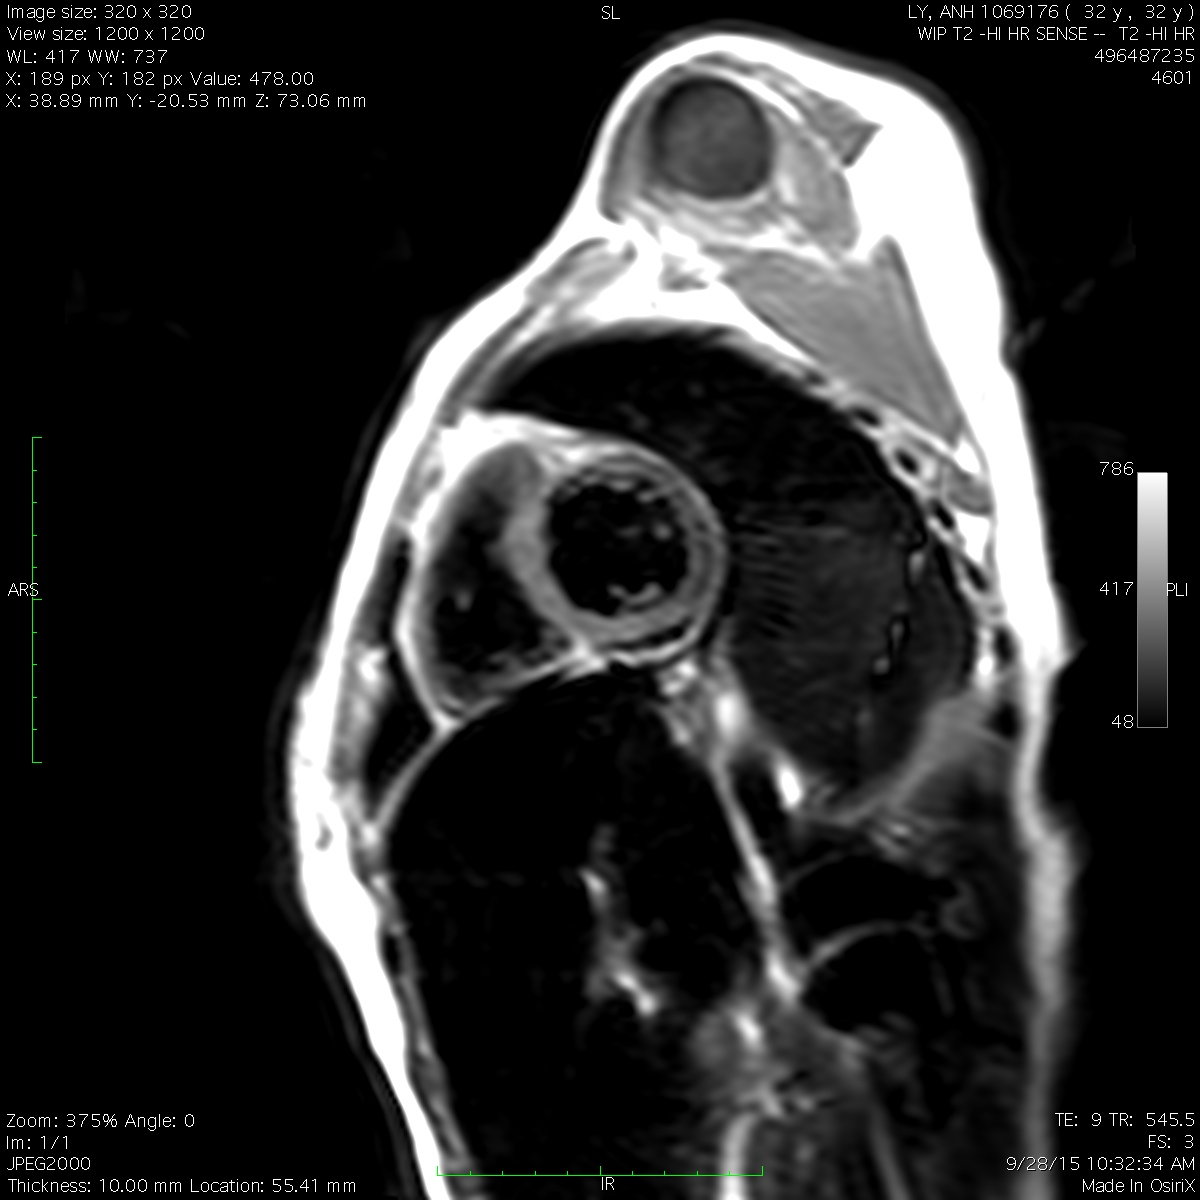 Image size: 320 x 320
View size: 1200 x 1200
WL: 417 WW: 737
X: 189 px Y: 182 px Value: 478.00
X: 38.89 mm Y: -20.53 mm Z: 73.06 mm
SL
LY, ANH 1069176 ( 32 y , 32 y )
WIP T2 -HI HR SENSE -- T2 -HI HR
496487235
4601
ARS
786
417
48
PLI
Zoom: 375% Angle: 0
Im: 1/1
JPEG2000
Thickness: 10.00 mm Location: 55.41 mm
IR
TE: 9 TR: 545.5
FS: 3
9/28/15 10:32:34 AM
Made In OsiriX